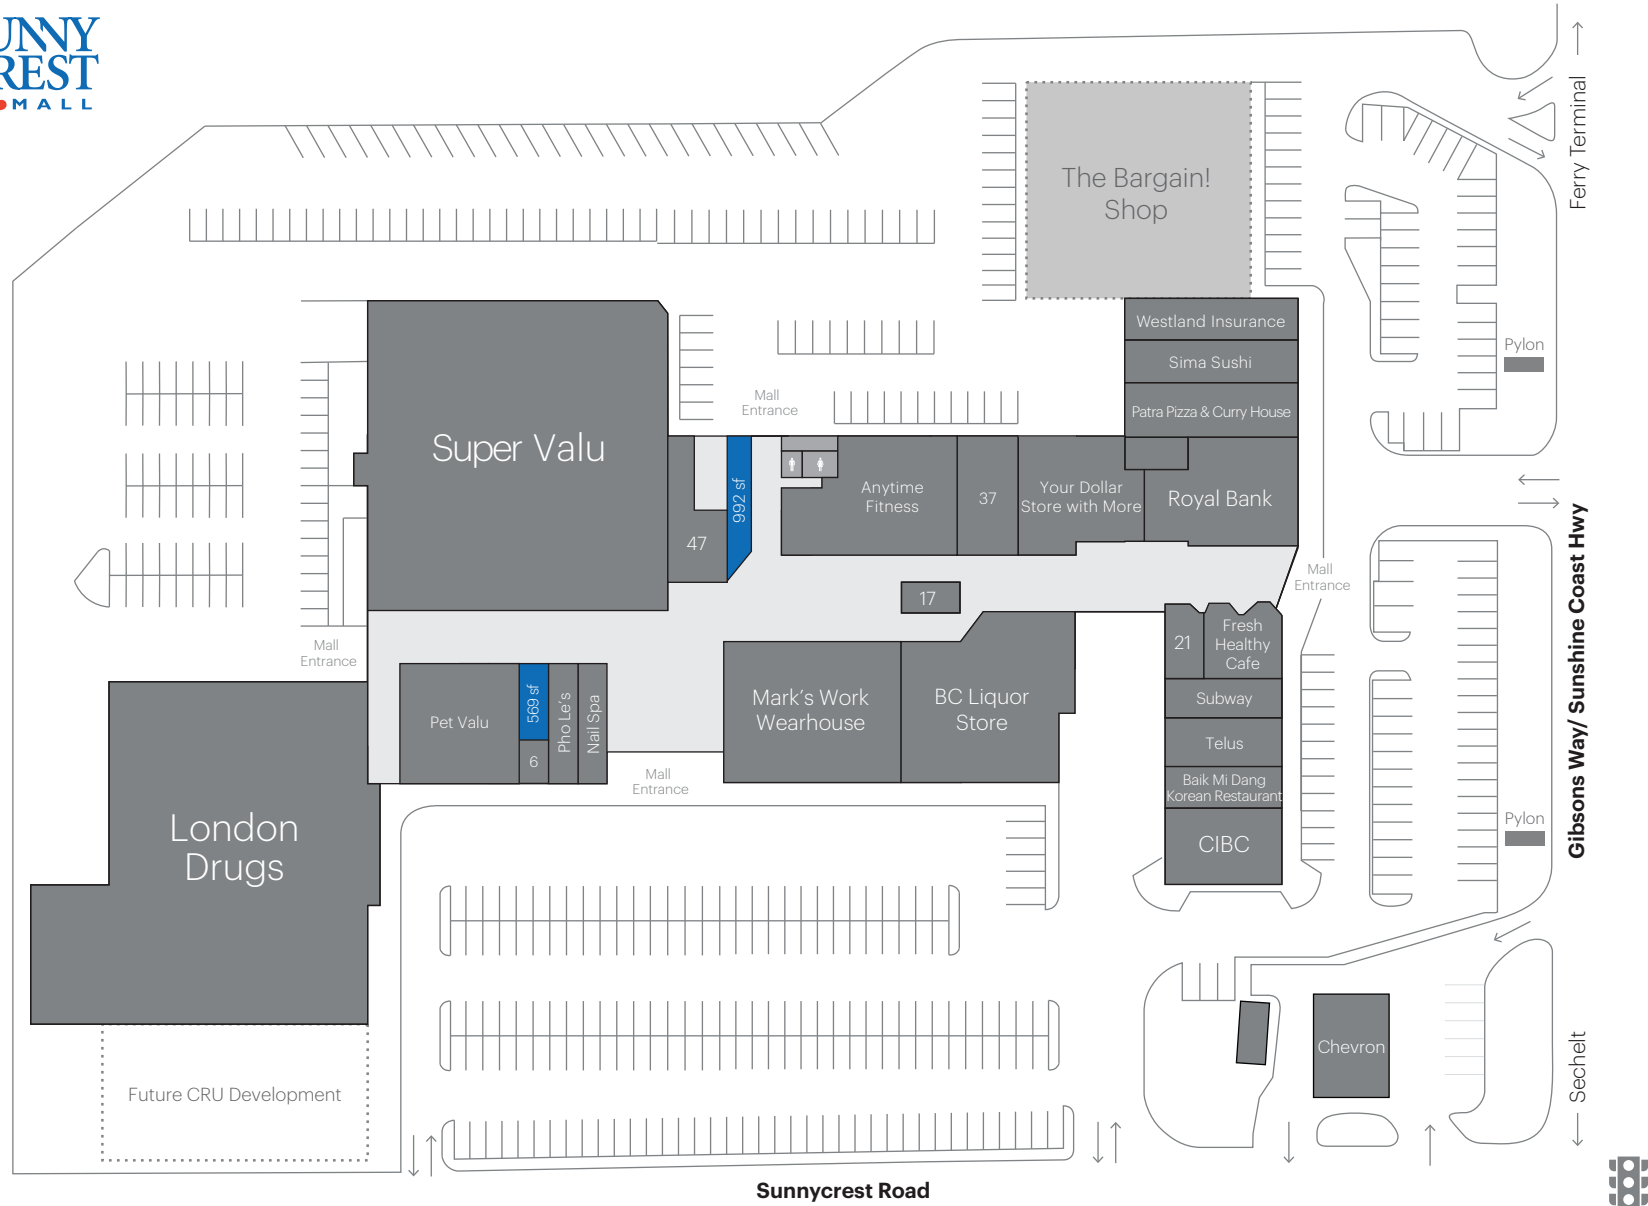 UNNY
REST
MALL
Ferry Terminal
The Bargain!
Shop
Westland Insurance
Sima Sushi
Patra Pizza & Curry House
Pylon
Mall
Entrance
Super Valu
992 sf
47
Anytime
Fitness
37
Your Dollar
Store with More
Royal Bank
Gibsons Way/ Sunshine Coast Hwy
Mall
Entrance
17
21
Fresh
Healthy
Cafe
Mall
Entrance
Pet Valu
569 sf
6
Pho Le's
Nail Spa
Mark's Work
Wearhouse
BC Liquor
Store
Subway
Telus
Baik Mi Dang
Korean Restaurant
CIBC
Mall
Entrance
Pylon
London
Drugs
Chevron
Sechelt
Future CRU Development
Sunnycrest Road